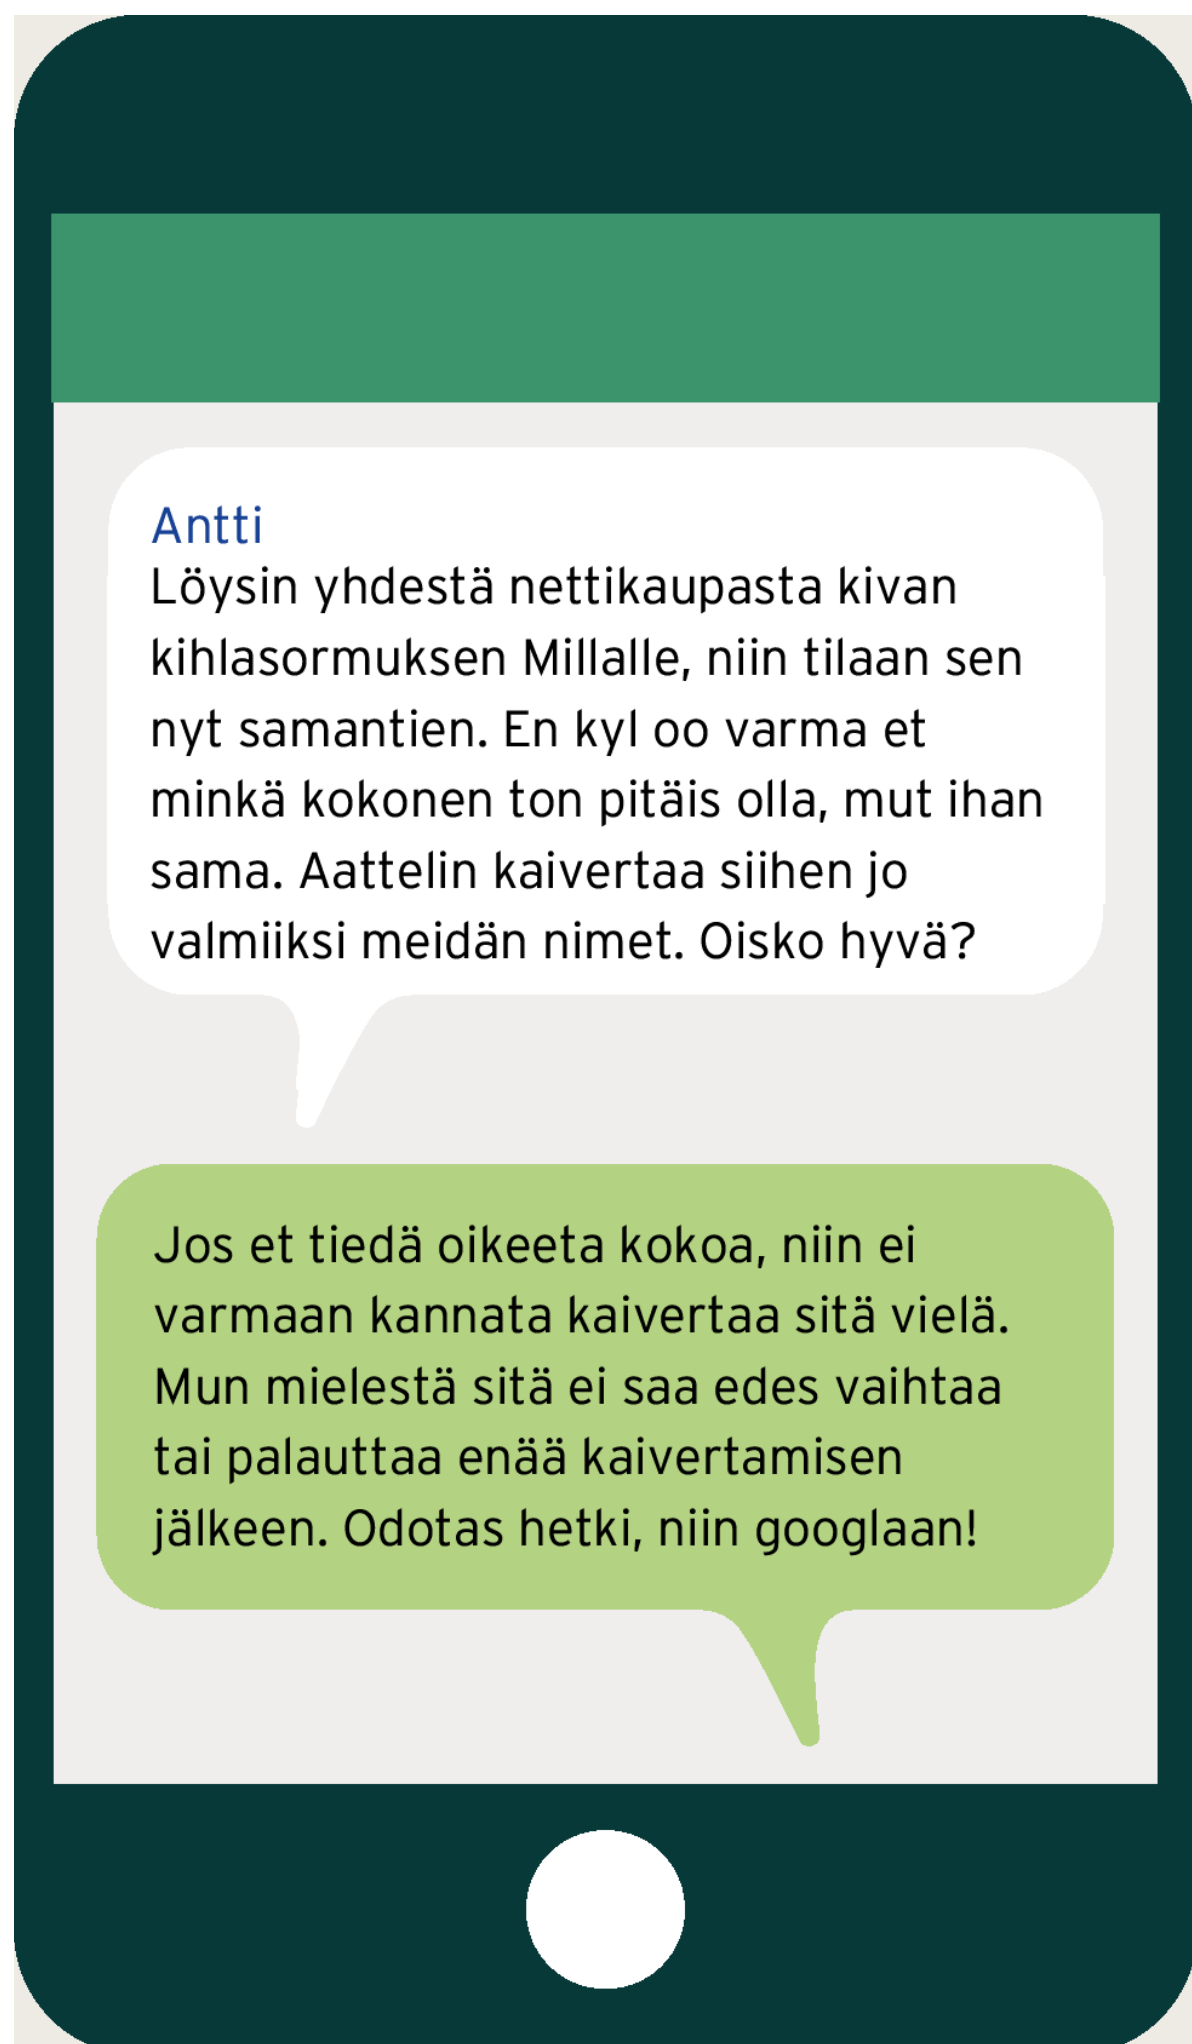 Antti
Löysin yhdestä nettikaupasta kivan
kihlasormuksen Millalle, niin tilaan sen
nyt samantien. En kyl oo varma et
minkä kokonen ton pitäis olla, mut ihan
sama. Aattelin kaivertaa siihen jo
valmiiksi meidän nimet. Oisko hyvä?
Jos et tiedä oikeeta kokoa, niin ei
varmaan kannata kaivertaa sitä vielä.
Mun mielestä sitä ei saa edes vaihtaa
tai palauttaa enää kaivertamisen
jälkeen. Odotas hetki, niin googlaan!